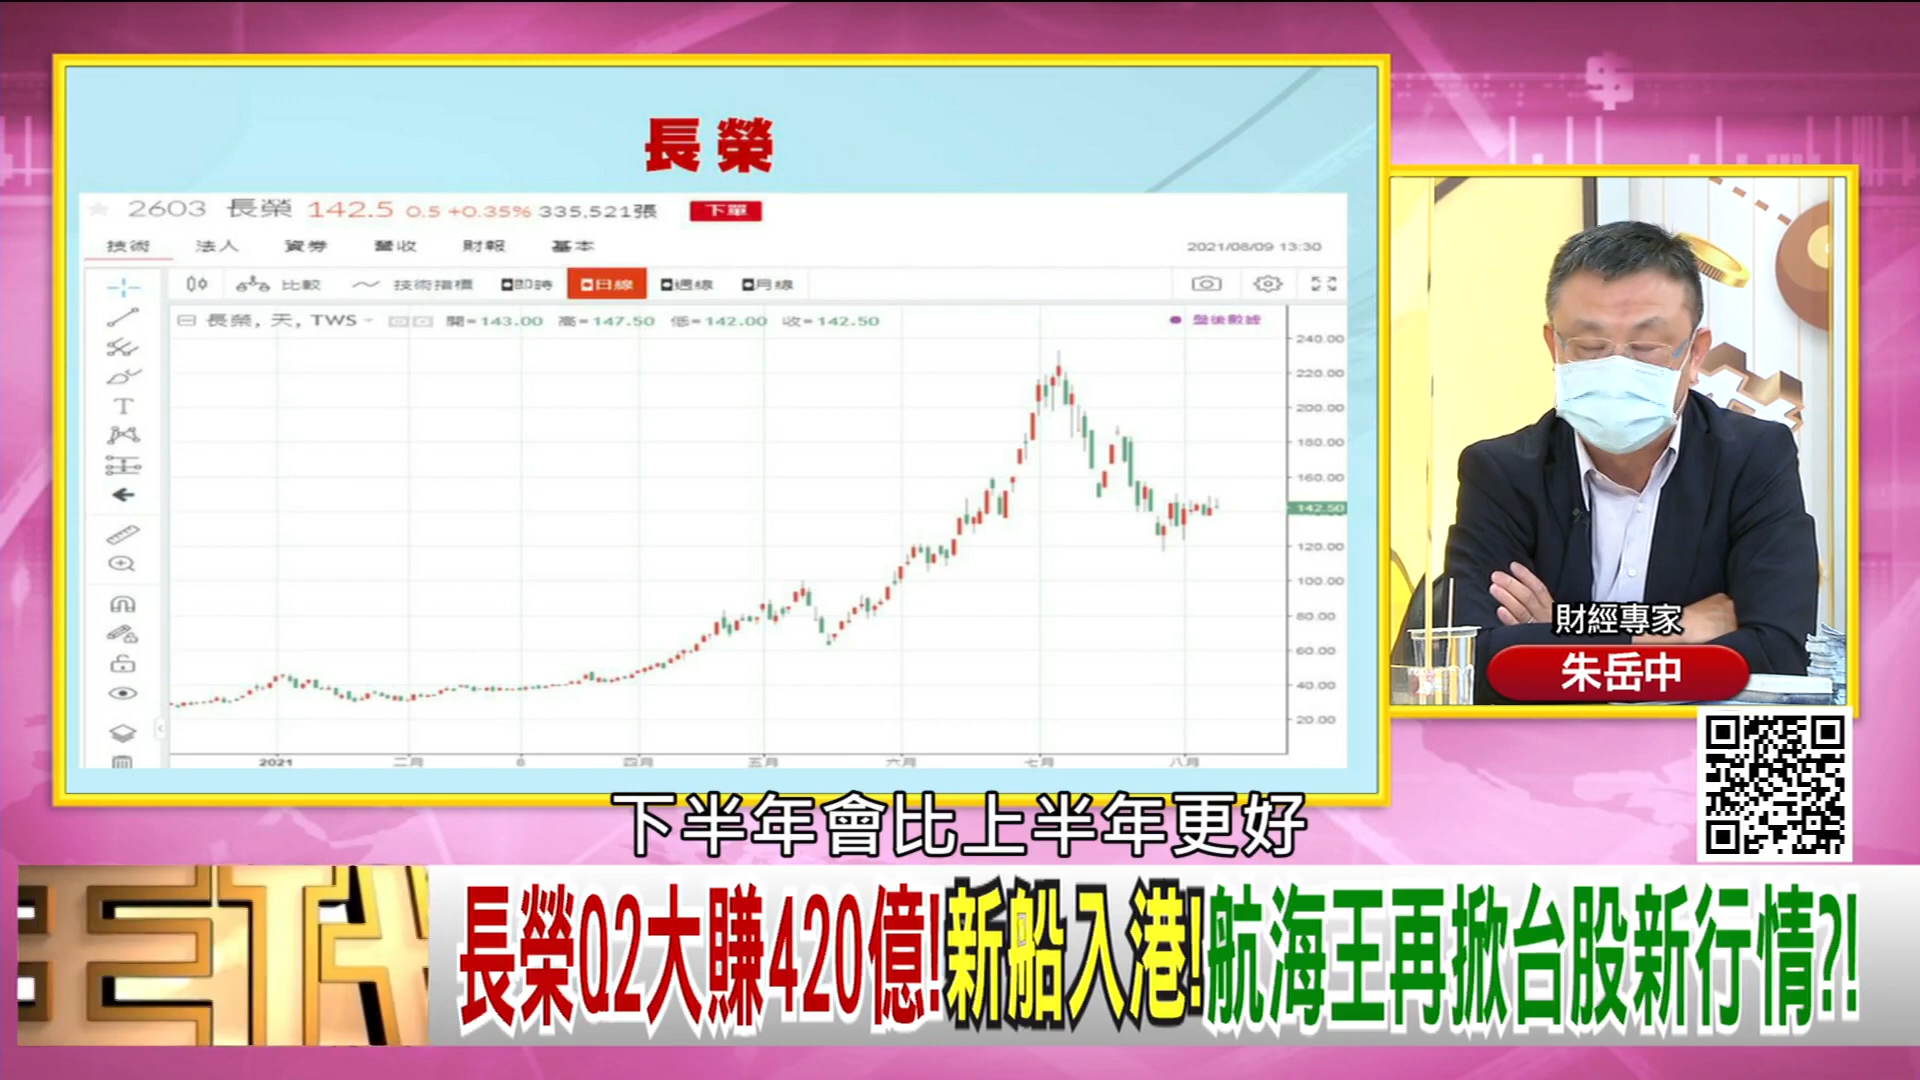 長榮
2603 長榮 142.5 0.5 +0.35% 335,521張 下單
技術 法人 資券 營收 財報 基本
2021/08/09 13:30
比較 技術指標 即時 日線 週線 月線
長榮, 天, TWS 開=143.00 高=147.50 低=142.00 收=142.50
盤後數據
240.00
220.00
200.00
180.00
160.00
142.50
120.00
100.00
80.00
60.00
40.00
20.00
2021 二月 8 四月 五月 六月 七月 八月
T
財經專家
朱岳中
下半年會比上半年更好
長榮Q2大賺420億!新船入港!航海王再掀台股新行情?!